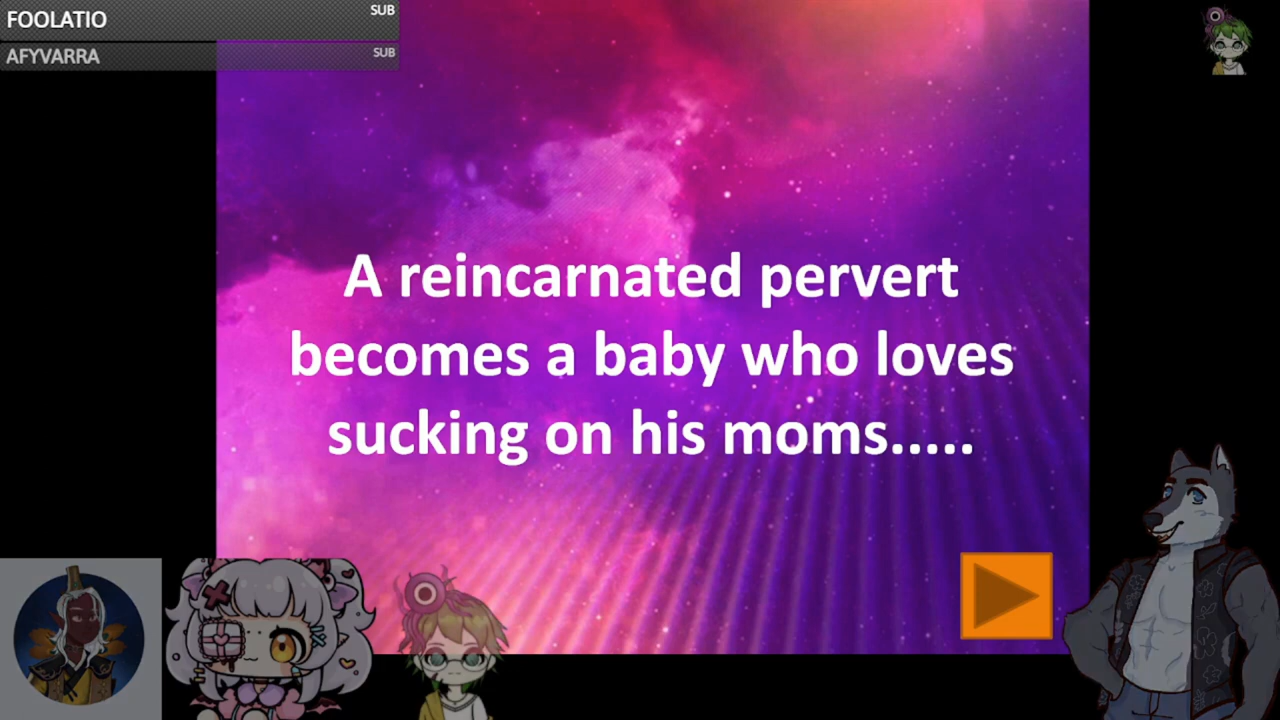 FOOLATIO SUB
AFYVARRA SUB
A reincarnated pervert
becomes a baby who loves
sucking on his moms.....